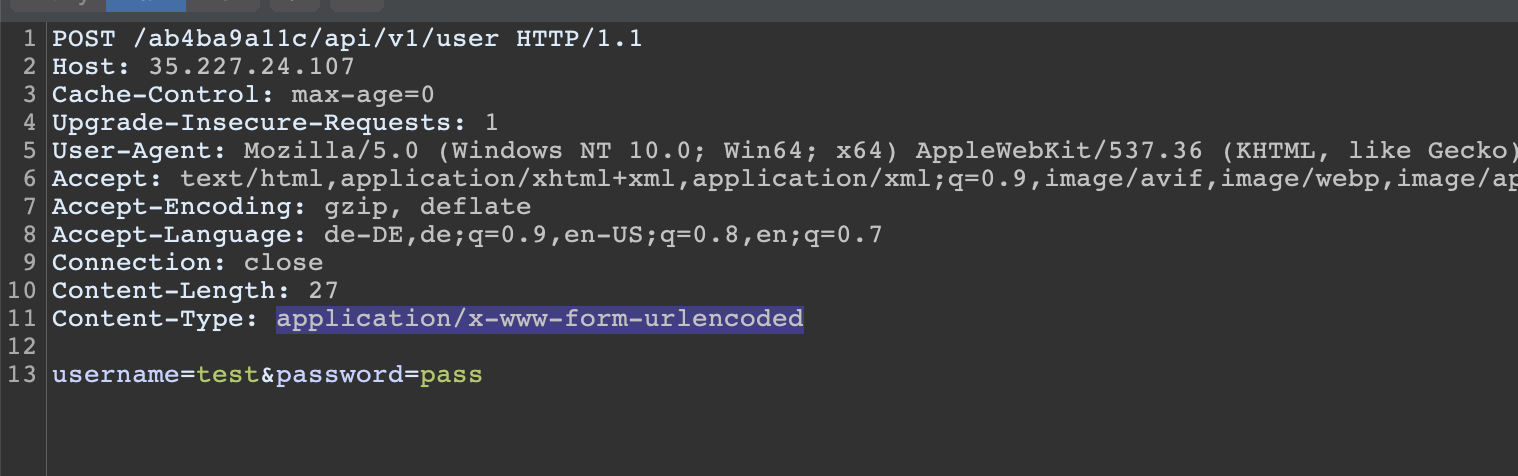 1 POST /ab4ba9a11c/api/v1/user HTTP/1.1
2 Host: 35.227.24.107
3 Cache-Control: max-age=0
4 Upgrade-Insecure-Requests: 1
5 User-Agent: Mozilla/5.0 (Windows NT 10.0; Win64; x64) AppleWebKit/537.36 (KHTML, like Gecko)
6 Accept: text/html,application/xhtml+xml,application/xml;q=0.9,image/avif,image/webp,image/ap
7 Accept-Encoding: gzip, deflate
8 Accept-Language: de-DE,de;q=0.9,en-US;q=0.8,en;q=0.7
9 Connection: close
10 Content-Length: 27
11 Content-Type: application/x-www-form-urlencoded
12
13 username=test&password=pass